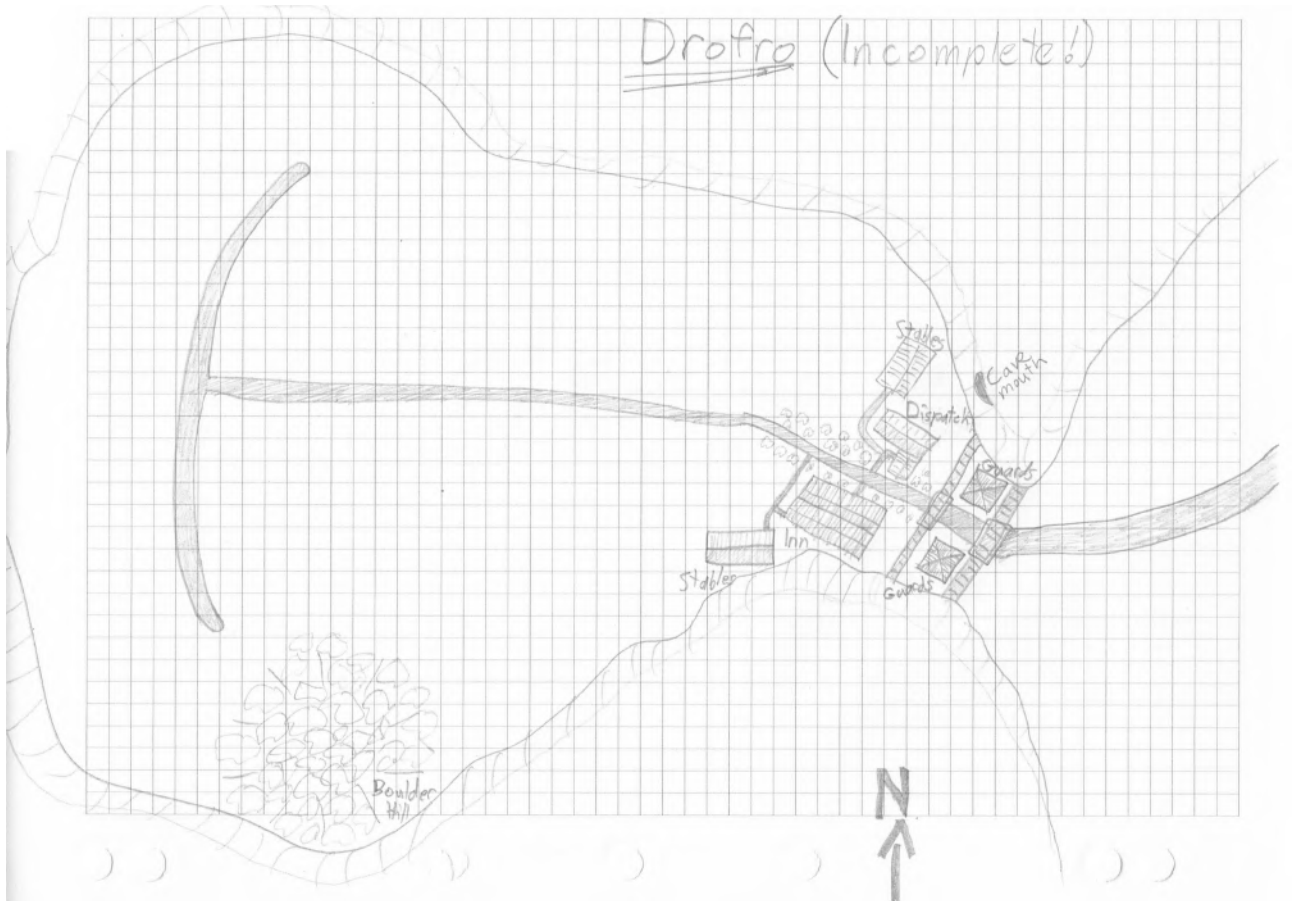 Drofro (Incomplete!)
Stables
Cave
mouth
Dispatch
Guards
Inn
Stables
Guards
Boulder
Hill
N